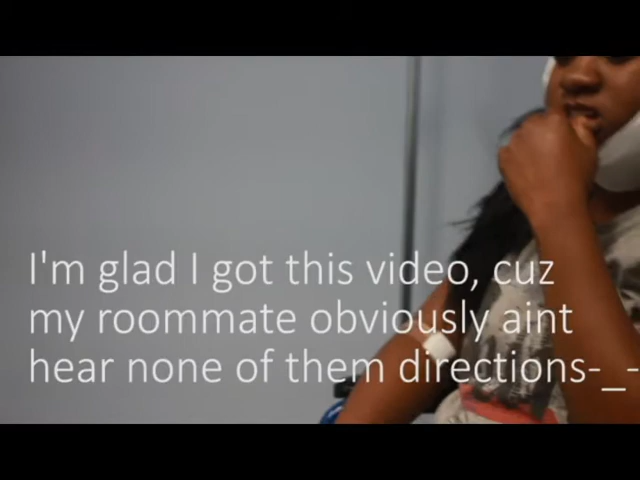 I'm glad I got this video, cuz
my roommate obviously aint
hear none of them directions-_-